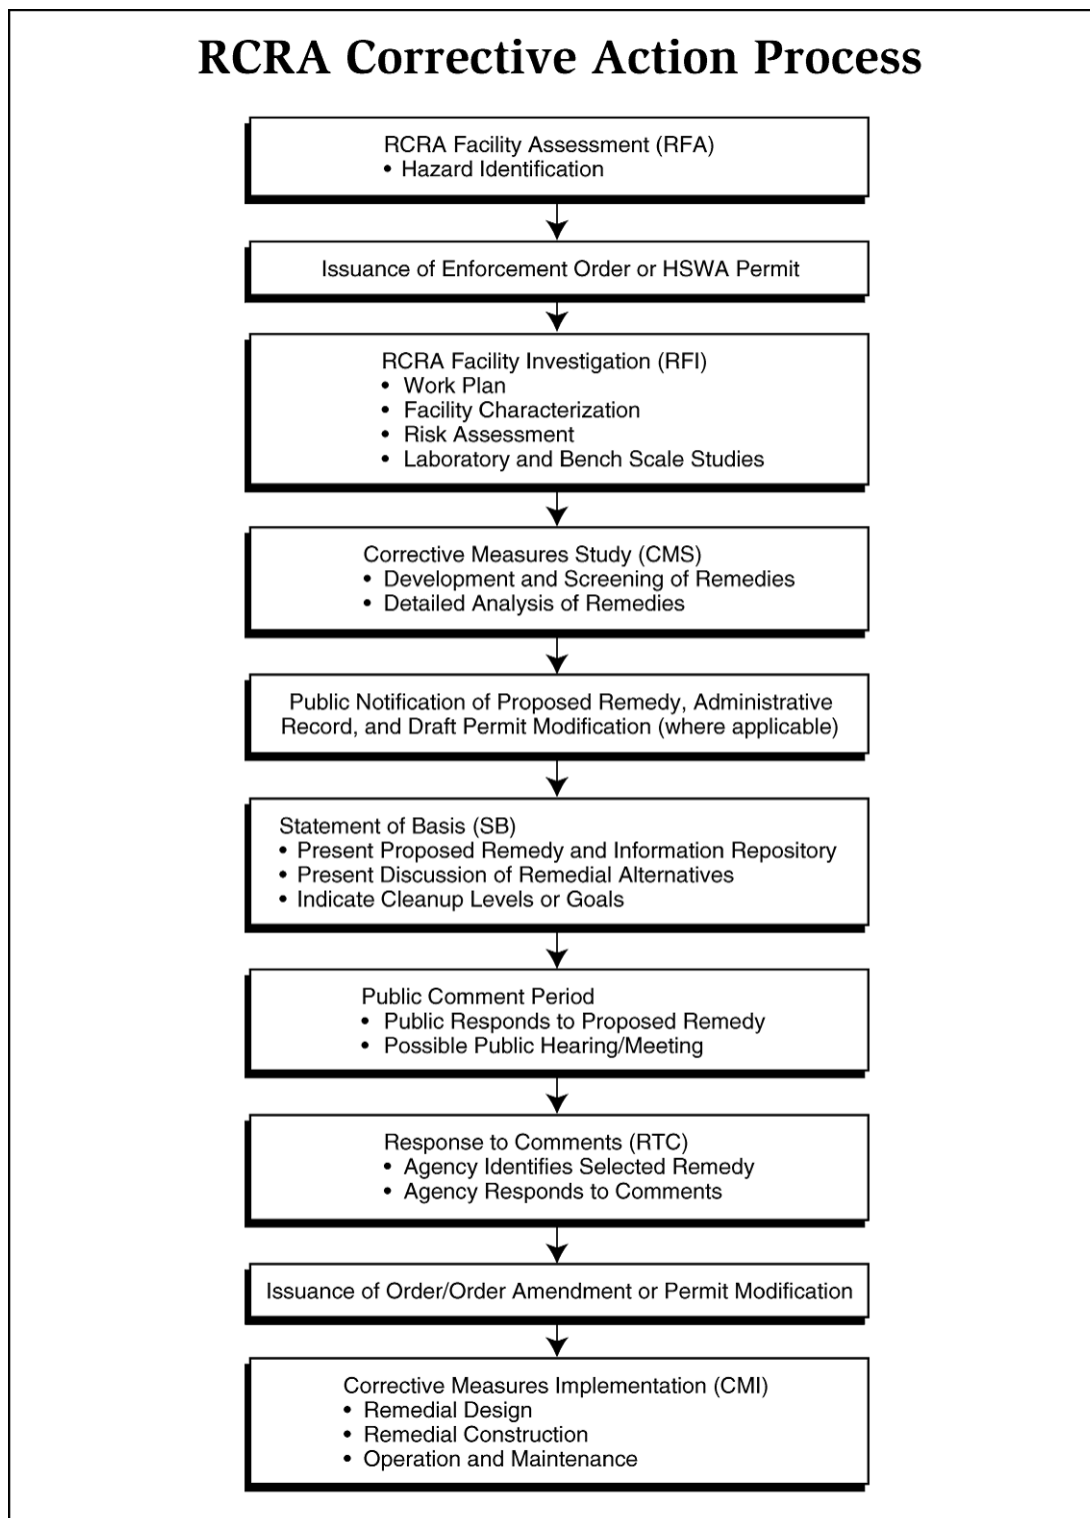 RCRA Corrective Action Process
RCRA Facility Assessment (RFA)
• Hazard Identification
Issuance of Enforcement Order or HSWA Permit
RCRA Facility Investigation (RFI)
• Work Plan
• Facility Characterization
• Risk Assessment
• Laboratory and Bench Scale Studies
Corrective Measures Study (CMS)
• Development and Screening of Remedies
• Detailed Analysis of Remedies
Public Notification of Proposed Remedy, Administrative
Record, and Draft Permit Modification (where applicable)
Statement of Basis (SB)
• Present Proposed Remedy and Information Repository
• Present Discussion of Remedial Alternatives
• Indicate Cleanup Levels or Goals
Public Comment Period
• Public Responds to Proposed Remedy
• Possible Public Hearing/Meeting
Response to Comments (RTC)
• Agency Identifies Selected Remedy
• Agency Responds to Comments
Issuance of Order/Order Amendment or Permit Modification
Corrective Measures Implementation (CMI)
• Remedial Design
• Remedial Construction
• Operation and Maintenance